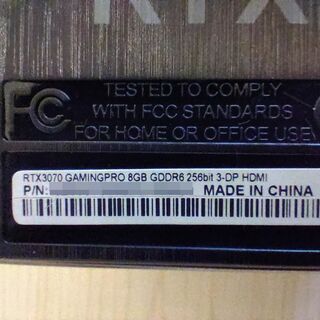 RTX
FC
TESTED TO COMPLY
WITH FCC STANDARDS
FOR HOME OR OFFICE USE
RTX3070 GAMINGPRO 8GB GDDR6 256bit 3-DP HDMI
P/N:
MADE IN CHINA